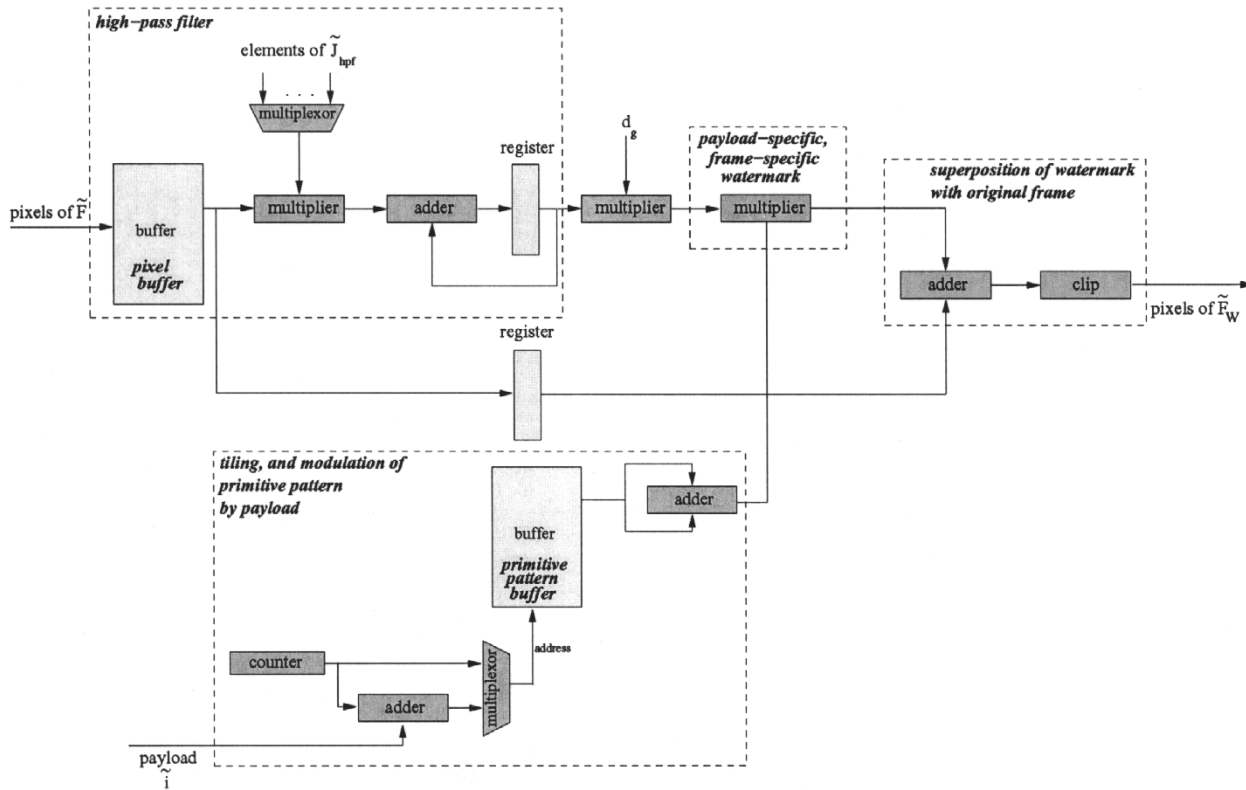 high-pass filter
elements of J̃hpf
. . .
multiplexor
register
dg
payload-specific,
frame-specific
watermark
superposition of watermark
with original frame
pixels of F̃
buffer
pixel
buffer
multiplier
adder
multiplier
multiplier
adder
clip
pixels of F̃W
register
tiling, and modulation of
primitive pattern
by payload
adder
buffer
primitive
pattern
buffer
address
counter
multiplexor
adder
payload
ĩ